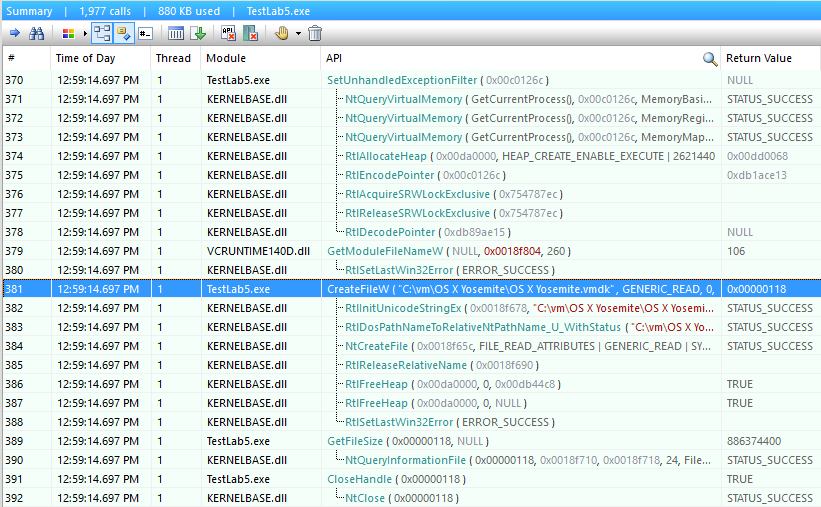 Summary | 1,977 calls | 880 KB used | TestLab5.exe
# Time of Day Thread Module API Return Value
370 12:59:14.697 PM 1 TestLab5.exe SetUnhandledExceptionFilter ( 0x00c0126c ) NULL
371 12:59:14.697 PM 1 KERNELBASE.dll NtQueryVirtualMemory ( GetCurrentProcess(), 0x00c0126c, MemoryBasi... STATUS_SUCCESS
372 12:59:14.697 PM 1 KERNELBASE.dll NtQueryVirtualMemory ( GetCurrentProcess(), 0x00c0126c, MemoryRegi... STATUS_SUCCESS
373 12:59:14.697 PM 1 KERNELBASE.dll NtQueryVirtualMemory ( GetCurrentProcess(), 0x00c0126c, MemoryMap... STATUS_SUCCESS
374 12:59:14.697 PM 1 KERNELBASE.dll RtlAllocateHeap ( 0x00da0000, HEAP_CREATE_ENABLE_EXECUTE | 2621440 0x00dd0068
375 12:59:14.697 PM 1 KERNELBASE.dll RtlEncodePointer ( 0x00c0126c ) 0xdb1ace13
376 12:59:14.697 PM 1 KERNELBASE.dll RtlAcquireSRWLockExclusive ( 0x754787ec )
377 12:59:14.697 PM 1 KERNELBASE.dll RtlReleaseSRWLockExclusive ( 0x754787ec )
378 12:59:14.697 PM 1 KERNELBASE.dll RtlDecodePointer ( 0xdb89ae15 ) NULL
379 12:59:14.697 PM 1 VCRUNTIME140D.dll GetModuleFileNameW ( NULL, 0x0018f804, 260 ) 106
380 12:59:14.697 PM 1 KERNELBASE.dll RtlSetLastWin32Error ( ERROR_SUCCESS )
381 12:59:14.697 PM 1 TestLab5.exe CreateFileW ( "C:\vm\OS X Yosemite\OS X Yosemite.vmdk", GENERIC_READ, 0, 0x00000118
382 12:59:14.697 PM 1 KERNELBASE.dll RtlInitUnicodeStringEx ( 0x0018f678, "C:\vm\OS X Yosemite\OS X Yosemi... STATUS_SUCCESS
383 12:59:14.697 PM 1 KERNELBASE.dll RtlDosPathNameToRelativeNtPathName_U_WithStatus ( "C:\vm\OS X Yo... STATUS_SUCCESS
384 12:59:14.697 PM 1 KERNELBASE.dll NtCreateFile ( 0x0018f65c, FILE_READ_ATTRIBUTES | GENERIC_READ | SY... STATUS_SUCCESS
385 12:59:14.697 PM 1 KERNELBASE.dll RtlReleaseRelativeName ( 0x0018f690 )
386 12:59:14.697 PM 1 KERNELBASE.dll RtlFreeHeap ( 0x00da0000, 0, 0x00db44c8 ) TRUE
387 12:59:14.697 PM 1 KERNELBASE.dll RtlFreeHeap ( 0x00da0000, 0, NULL ) TRUE
388 12:59:14.697 PM 1 KERNELBASE.dll RtlSetLastWin32Error ( ERROR_SUCCESS )
389 12:59:14.697 PM 1 TestLab5.exe GetFileSize ( 0x00000118, NULL ) 886374400
390 12:59:14.697 PM 1 KERNELBASE.dll NtQueryInformationFile ( 0x00000118, 0x0018f710, 0x0018f718, 24, File... STATUS_SUCCESS
391 12:59:14.697 PM 1 TestLab5.exe CloseHandle ( 0x00000118 ) TRUE
392 12:59:14.697 PM 1 KERNELBASE.dll NtClose ( 0x00000118 ) STATUS_SUCCESS